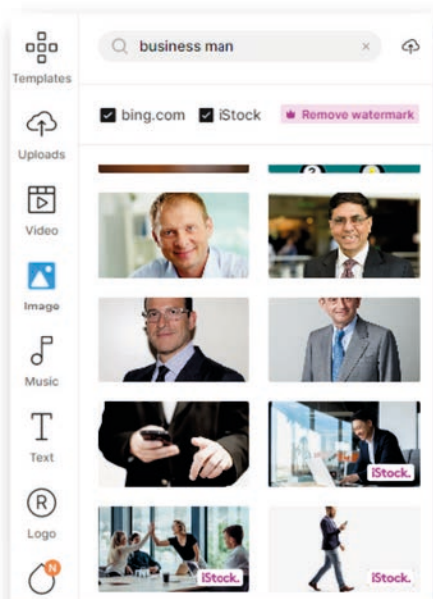 business man
×
Templates
bing.com iStock Remove watermark
Uploads
Video
Image
Music
Text
R
Logo
N
iStock.
iStock.
iStock.